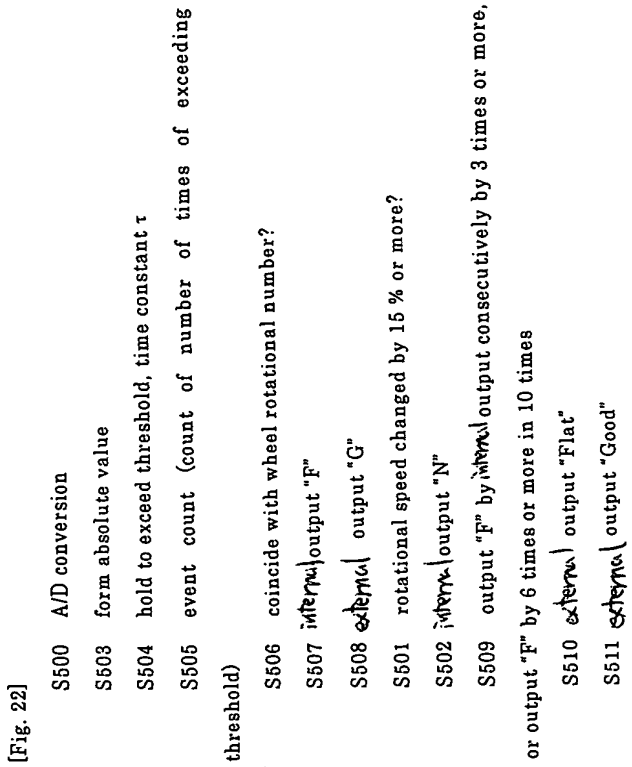 [Fig. 22]
S500 A/D conversion
S503 form absolute value
S504 hold to exceed threshold, time constant τ
S505 event count (count of number of times of exceeding
threshold)
S506 coincide with wheel rotational number?
S507 internal output “F”
S508 external output “G”
S501 rotational speed changed by 15 % or more?
S502 internal output “N”
S509 output “F” by internal output consecutively by 3 times or more,
or output “F” by 6 times or more in 10 times
S510 external output “Flat”
S511 external output “Good”